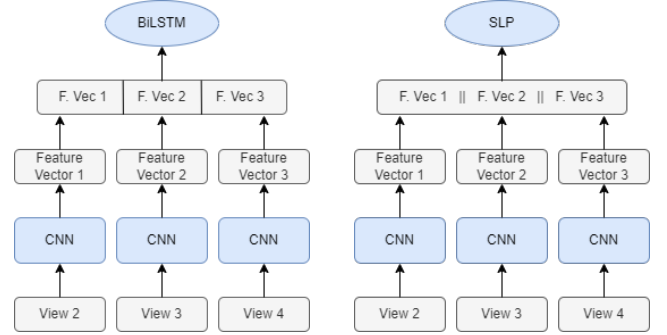 BiLSTM
F. Vec 1 F. Vec 2 F. Vec 3
Feature Vector 1
Feature Vector 2
Feature Vector 3
CNN CNN CNN
View 2 View 3 View 4
SLP
F. Vec 1 || F. Vec 2 || F. Vec 3
Feature Vector 1
Feature Vector 2
Feature Vector 3
CNN CNN CNN
View 2 View 3 View 4